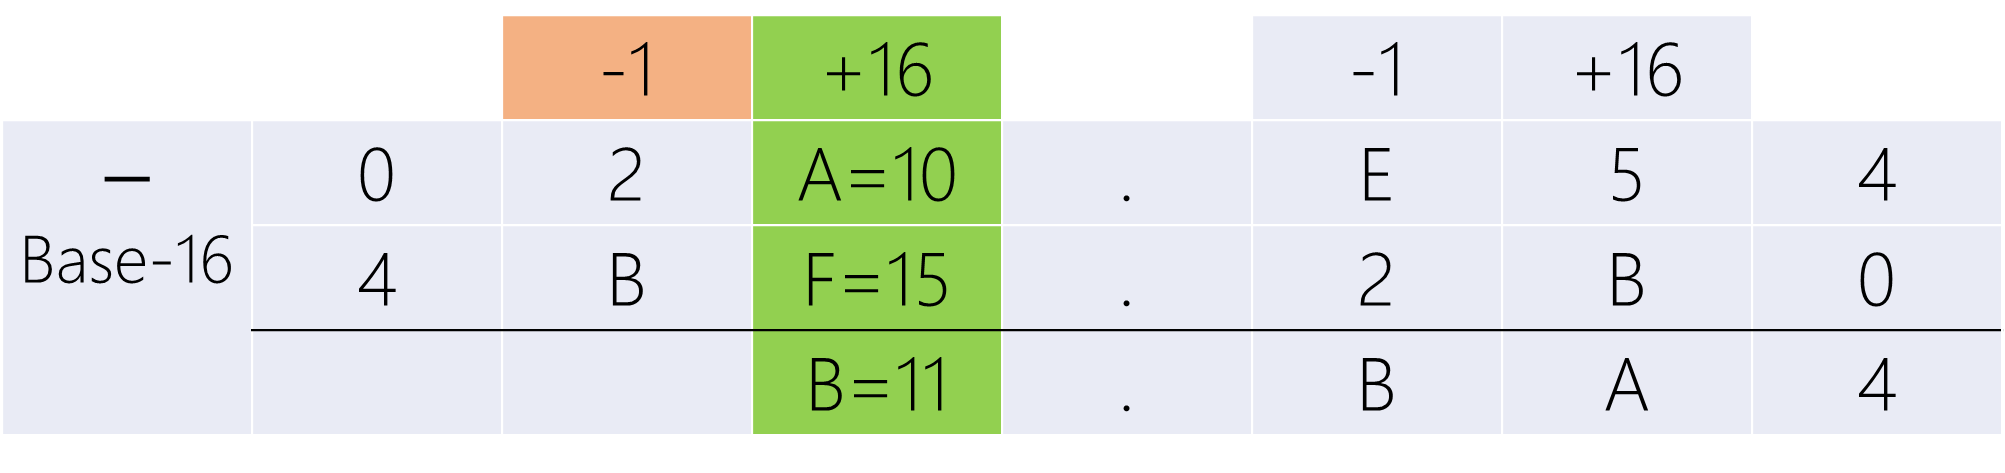 -1 +16 -1 +16
– 0 2 A=10 . E 5 4
Base-16 4 B F=15 . 2 B 0
B=11 . B A 4